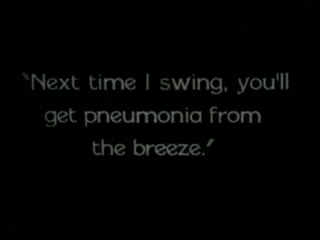 "Next time I swing, you'll
get pneumonia from
the breeze."